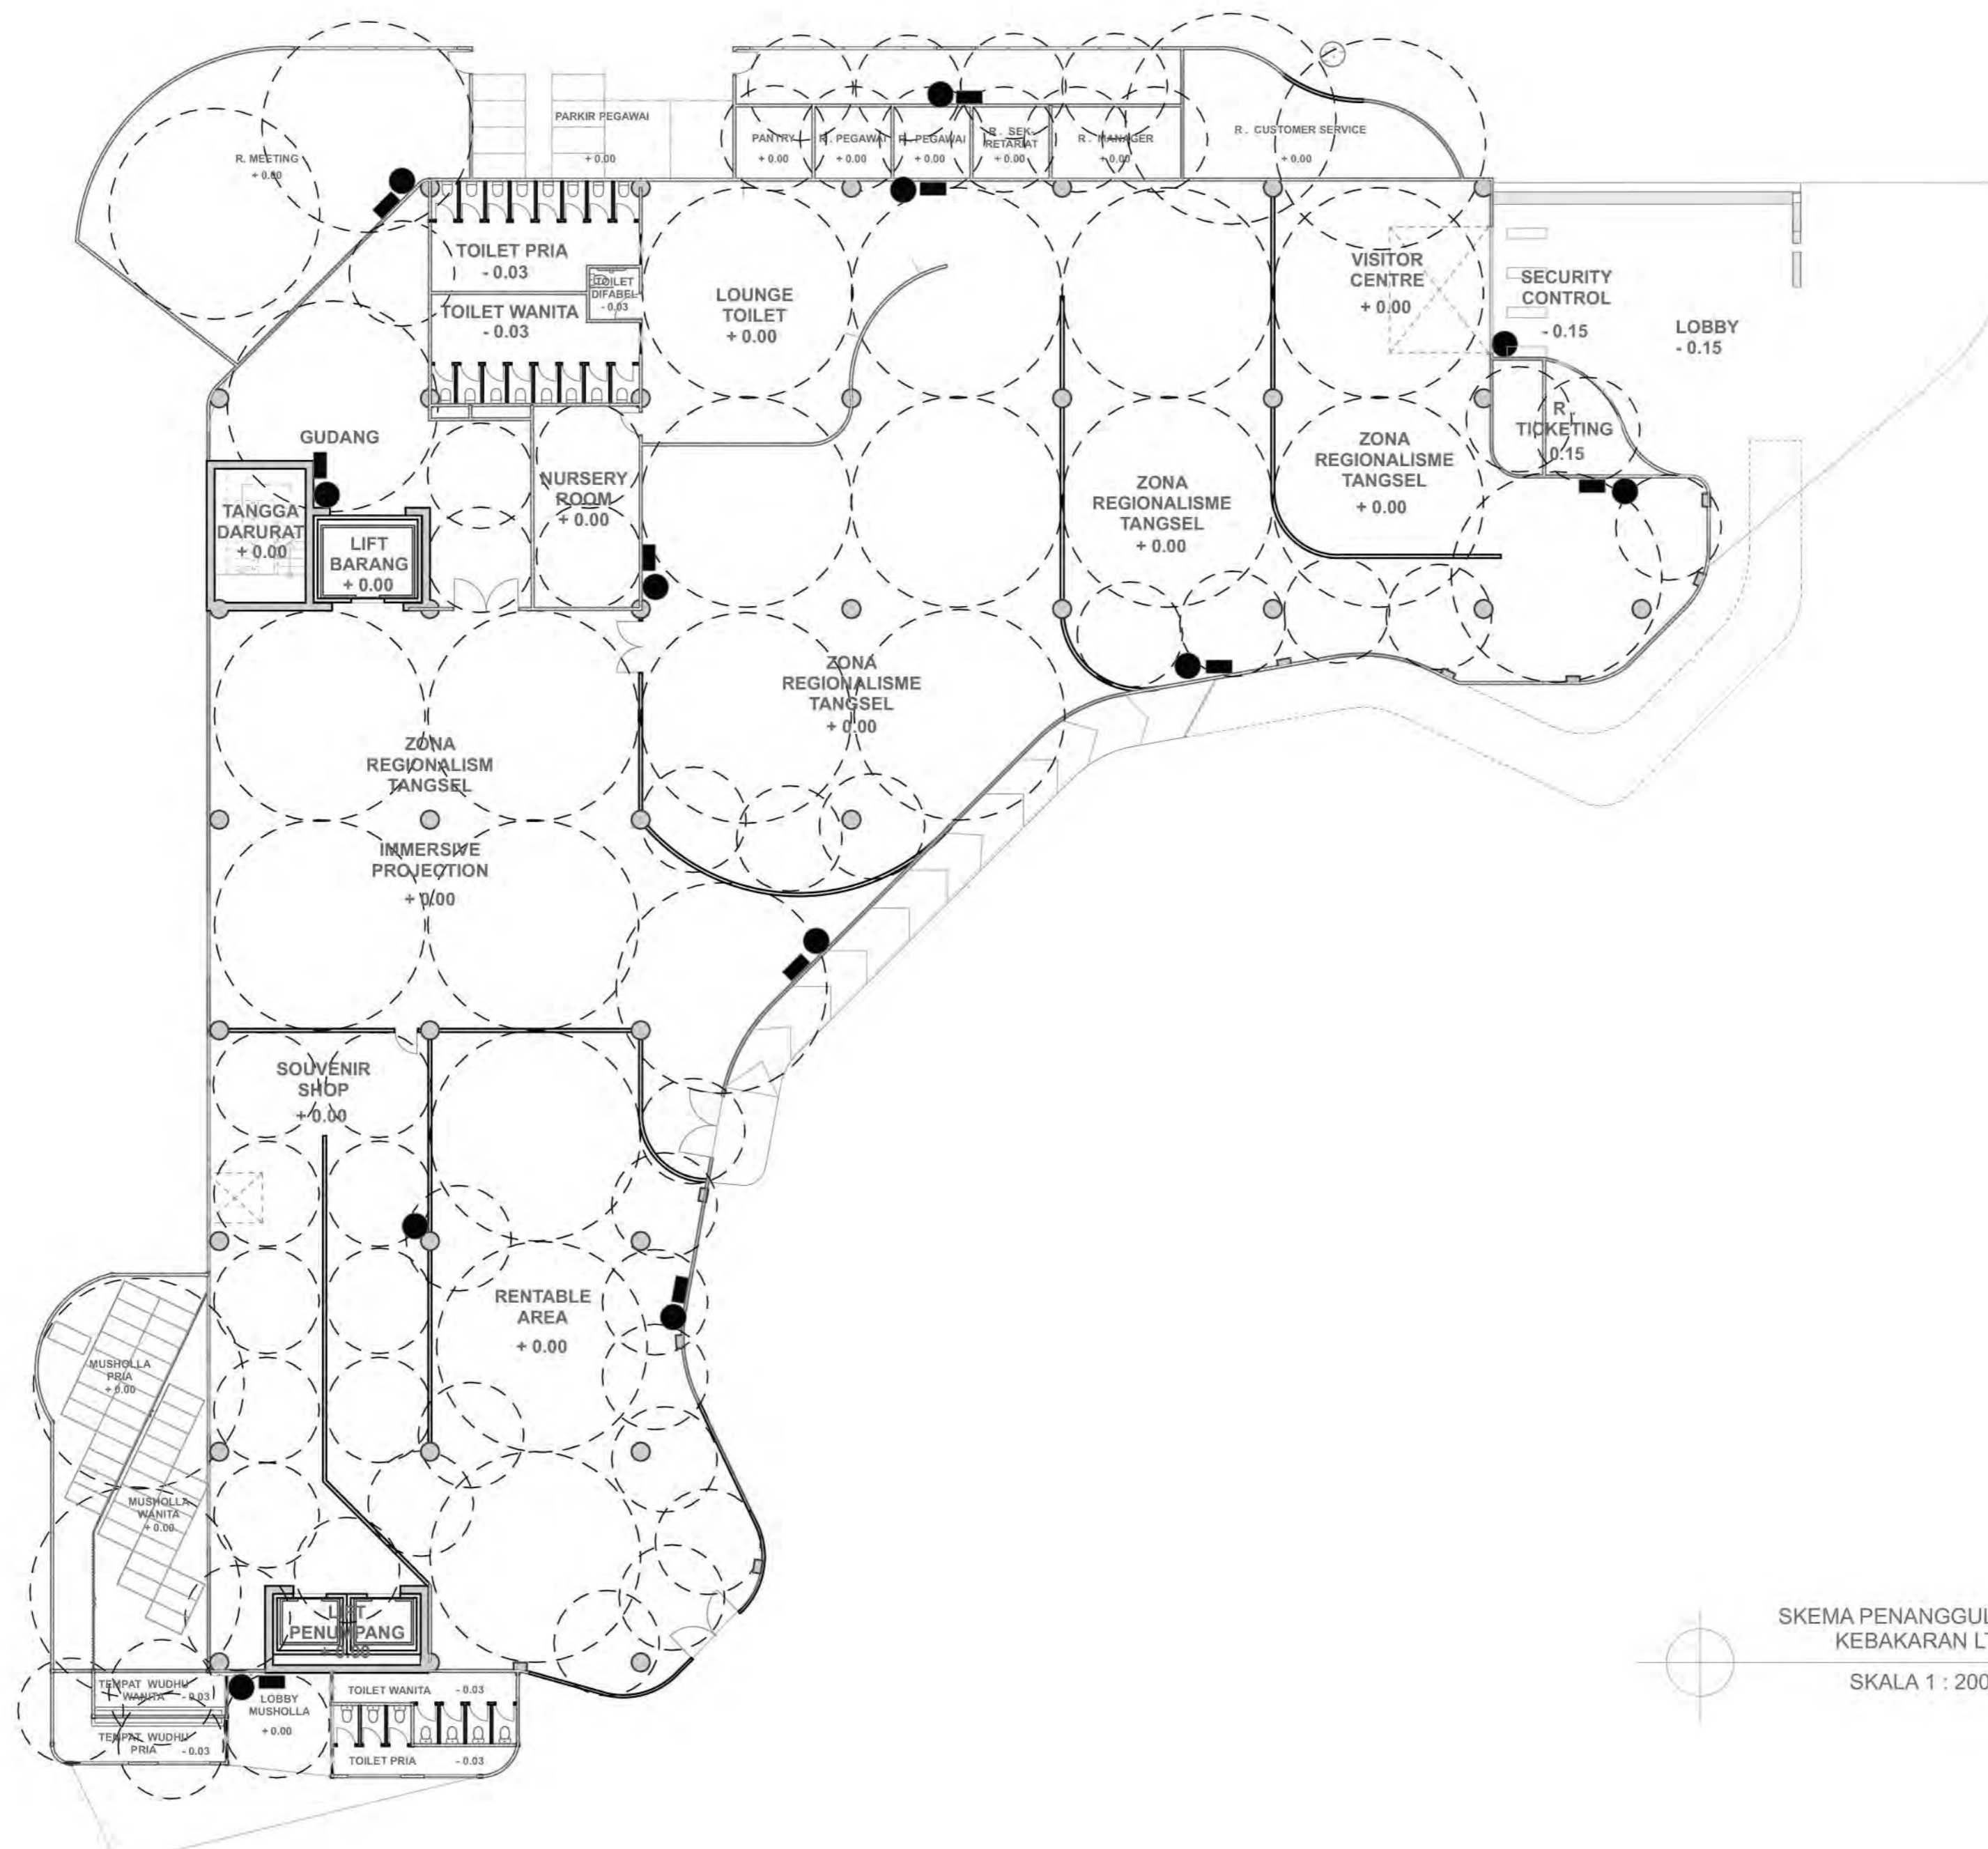 PARKIR PEGAWAI
+ 0.00
R. MEETING
+ 0.00
PANTRY
+ 0.00
R. PEGAWAI
+ 0.00
R. PEGAWAI
+ 0.00
R. SEK-
RETARIAT
+ 0.00
R. MANAGER
+ 0.00
R. CUSTOMER SERVICE
+ 0.00
TOILET PRIA
- 0.03
TOILET
DIFABEL
- 0.03
TOILET WANITA
- 0.03
LOUNGE
TOILET
+ 0.00
VISITOR
CENTRE
+ 0.00
SECURITY
CONTROL
- 0.15
LOBBY
- 0.15
R.
TICKETING
0.15
GUDANG
NURSERY
ROOM
+ 0.00
ZONA
REGIONALISME
TANGSEL
+ 0.00
ZONA
REGIONALISME
TANGSEL
+ 0.00
TANGGA
DARURAT
+ 0.00
LIFT
BARANG
+ 0.00
ZONA
REGIONALISME
TANGSEL
+ 0.00
ZONA
REGIONALISM
TANGSEL
IMMERSIVE
PROJECTION
+ 0.00
SOUVENIR
SHOP
+ 0.00
RENTABLE
AREA
+ 0.00
MUSHOLLA
PRIA
+ 0.00
MUSHOLLA
WANITA
+ 0.00
LIFT
PENUMPANG
TEMPAT WUDHU
WANITA - 0.03
TEMPAT WUDHU
PRIA - 0.03
LOBBY
MUSHOLLA
+ 0.00
TOILET WANITA - 0.03
TOILET PRIA - 0.03
SKEMA PENANGGUL
KEBAKARAN LT
SKALA 1 : 200